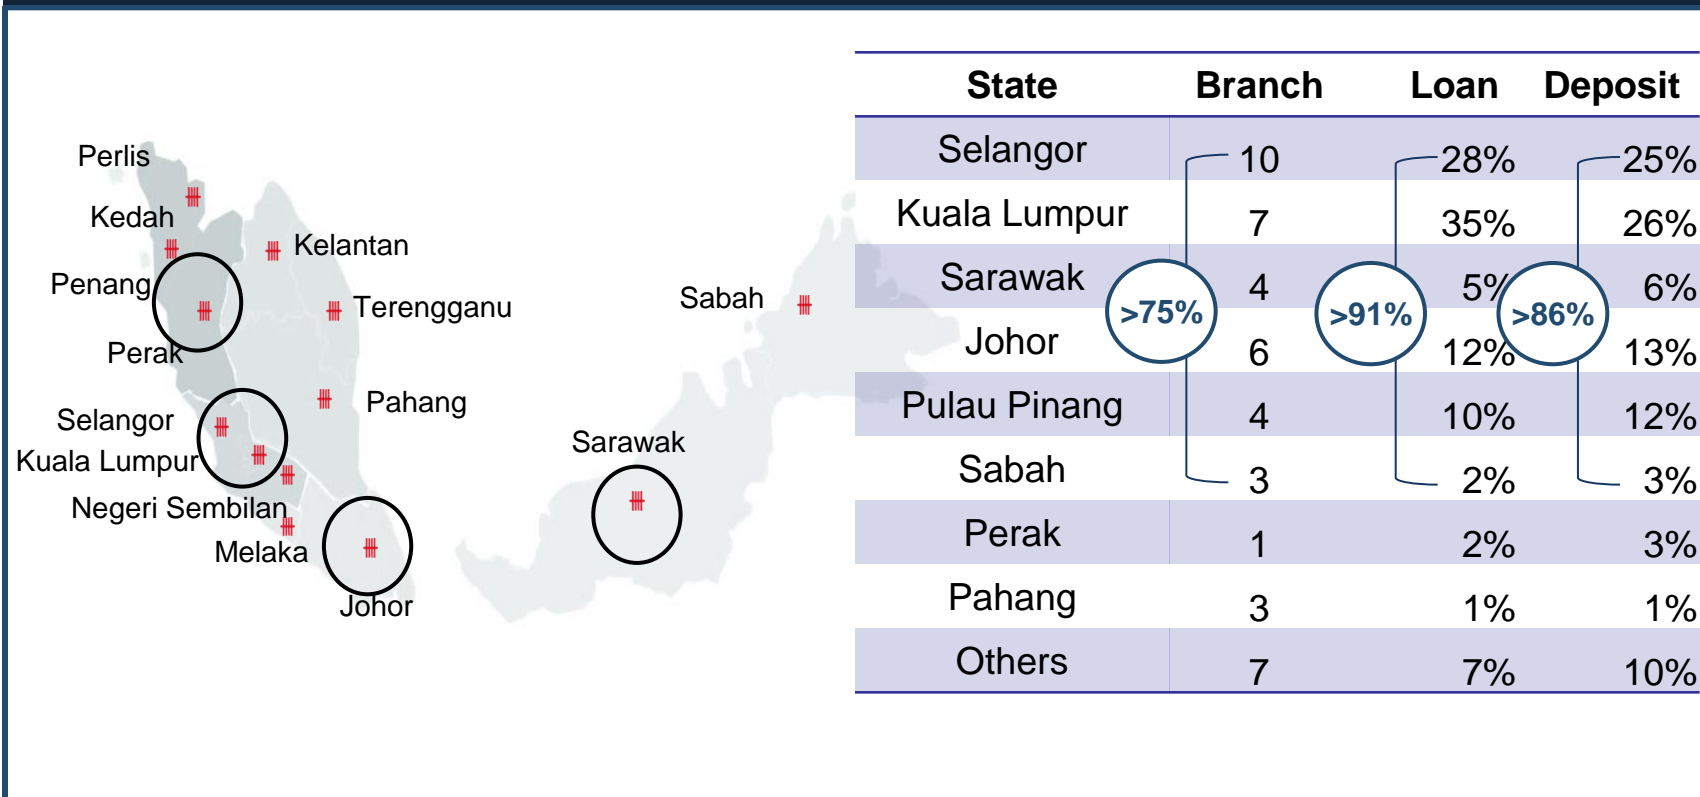 Perlis
Kedah
Kelantan
Penang
Terengganu
Perak
Pahang
Selangor
Kuala Lumpur
Negeri Sembilan
Melaka
Johor
Sabah
Sarawak
State Branch Loan Deposit
Selangor 10 28% 25%
Kuala Lumpur 7 35% 26%
Sarawak 4 5% 6%
>75% >91% >86%
Johor 6 12% 13%
Pulau Pinang 4 10% 12%
Sabah 3 2% 3%
Perak 1 2% 3%
Pahang 3 1% 1%
Others 7 7% 10%